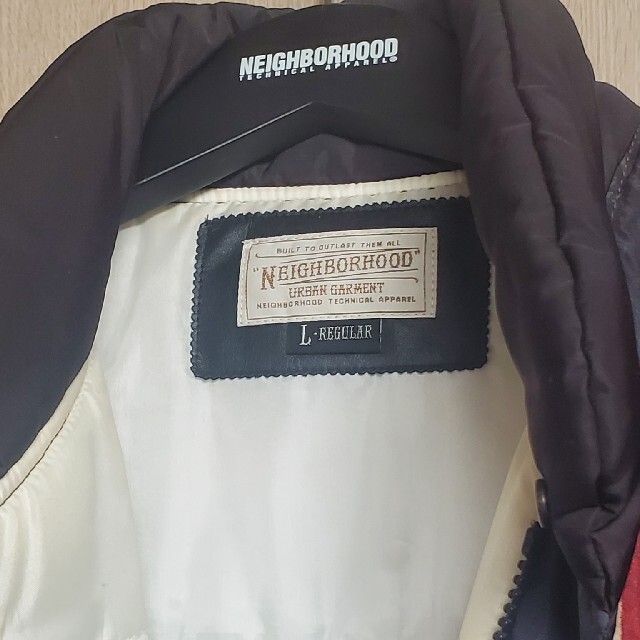 NEIGHBORHOOD
TECHNICAL APPAREL®
BUILT TO OUTLAST THEM ALL
"NEIGHBORHOOD"
URBAN GARMENT
NEIGHBORHOOD TECHNICAL APPAREL
L-REGULAR